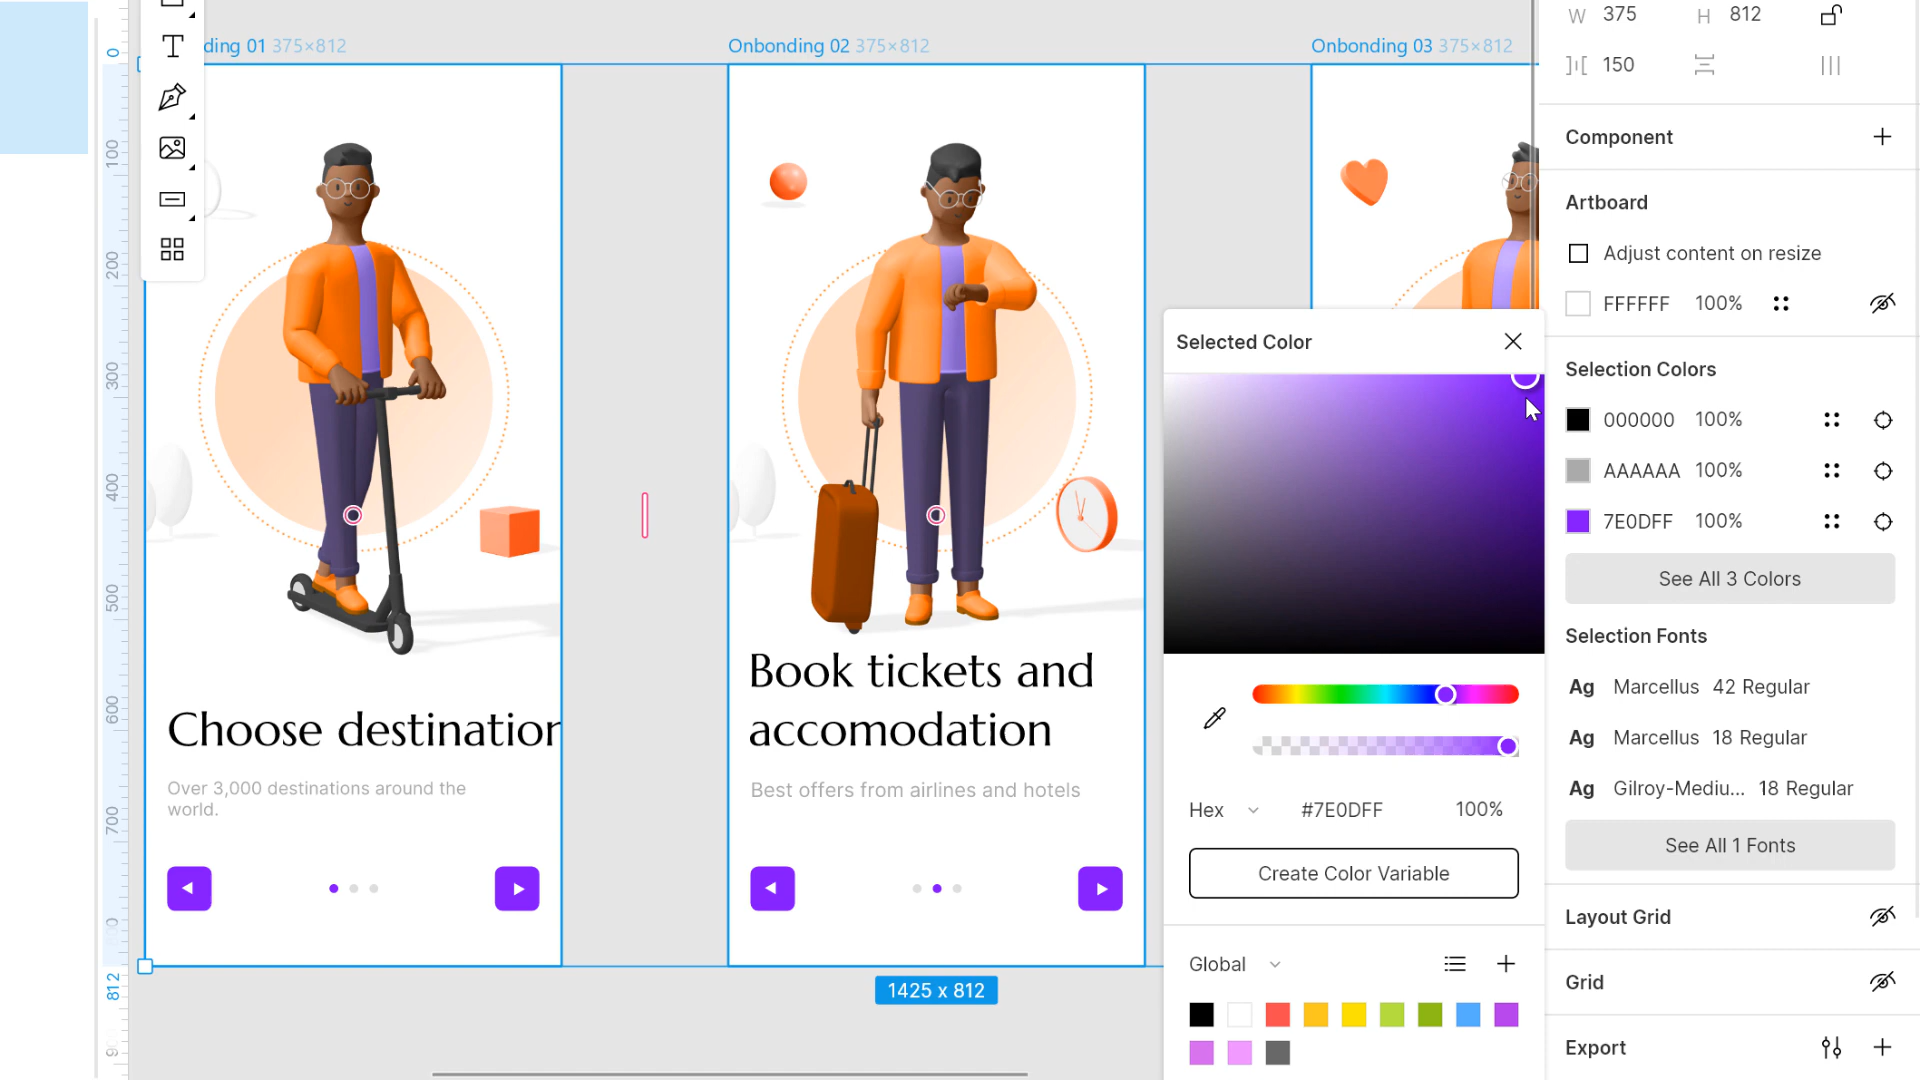 ding 01 375×812
Onbonding 02 375×812
Onbonding 03 375×812
0
100
200
300
400
500
600
700
812
T
Choose destination
Over 3,000 destinations around the
world.
Book tickets and
accomodation
Best offers from airlines and hotels
1425 x 812
Selected Color
Hex
#7E0DFF
100%
Create Color Variable
Global
W 375
H 812
150
Component
Artboard
Adjust content on resize
FFFFFF 100%
Selection Colors
000000 100%
AAAAAA 100%
7E0DFF 100%
See All 3 Colors
Selection Fonts
Ag Marcellus 42 Regular
Ag Marcellus 18 Regular
Ag Gilroy-Mediu... 18 Regular
See All 1 Fonts
Layout Grid
Grid
Export